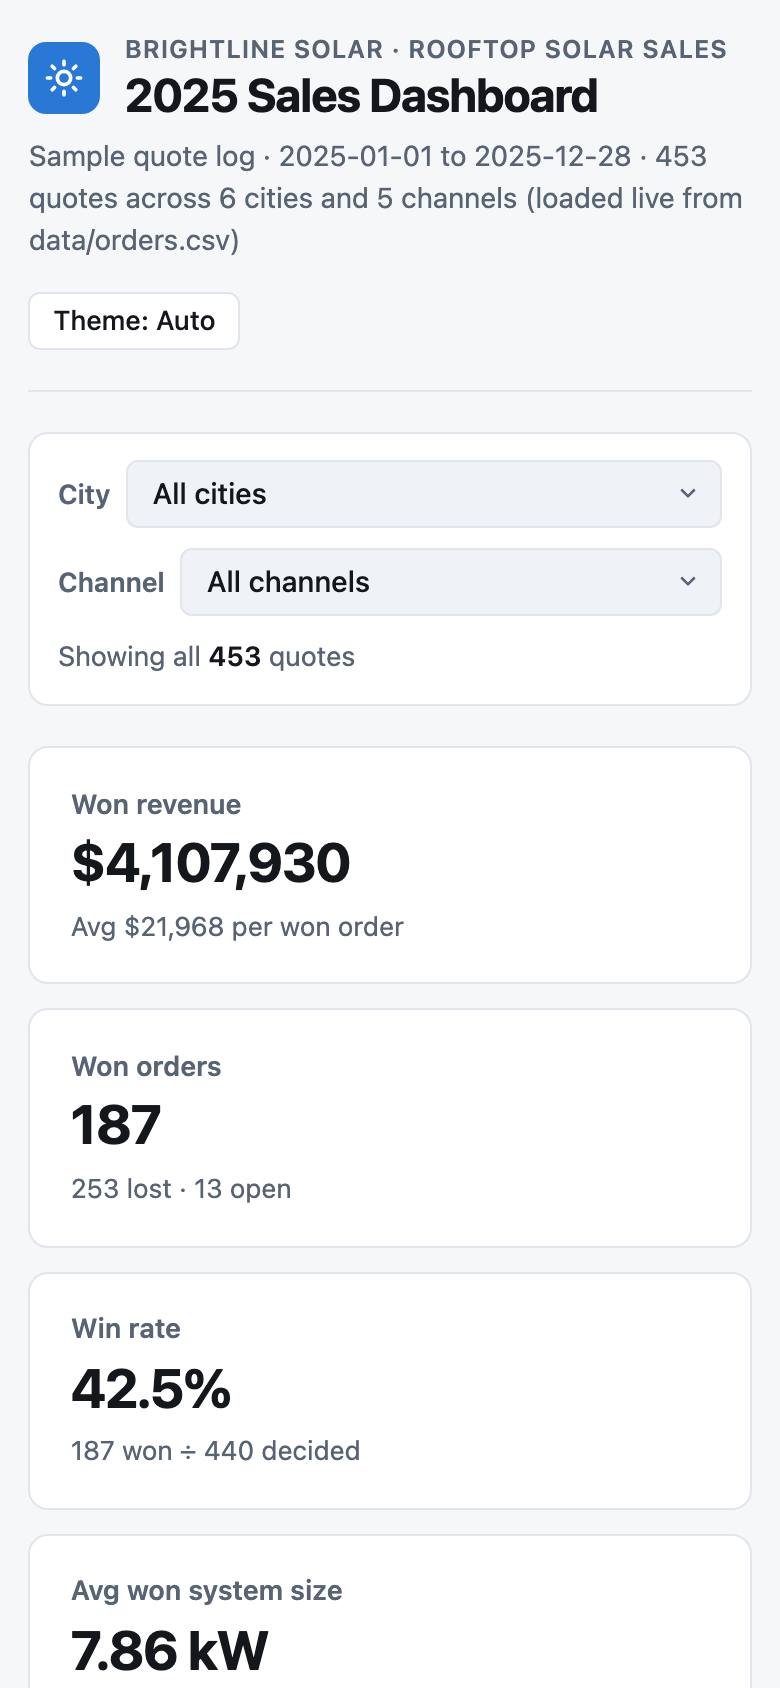 BRIGHTLINE SOLAR · ROOFTOP SOLAR SALES
2025 Sales Dashboard
Sample quote log · 2025-01-01 to 2025-12-28 · 453
quotes across 6 cities and 5 channels (loaded live from
data/orders.csv)
Theme: Auto
City All cities
Channel All channels
Showing all 453 quotes
Won revenue
$4,107,930
Avg $21,968 per won order
Won orders
187
253 lost · 13 open
Win rate
42.5%
187 won ÷ 440 decided
Avg won system size
7.86 kW